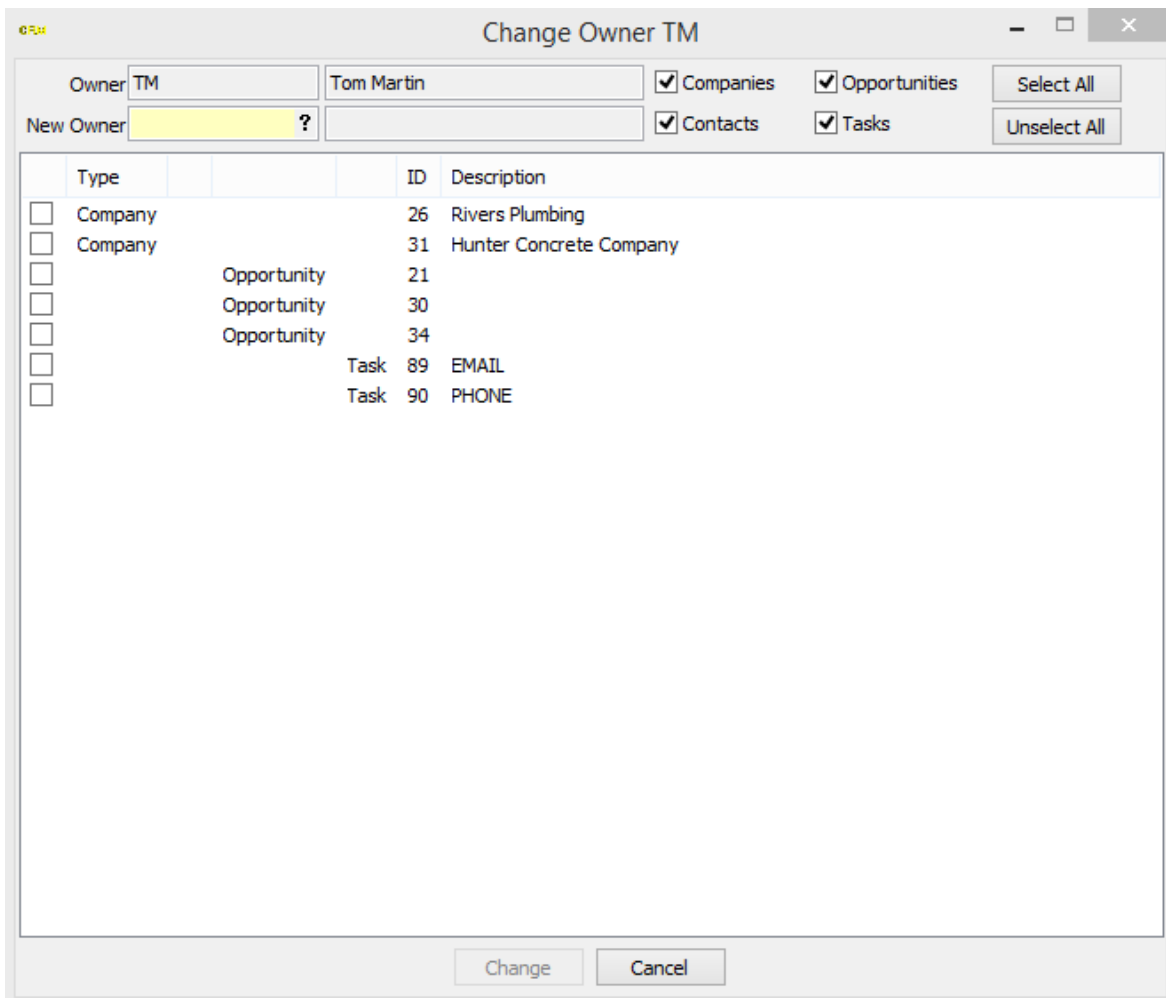 Change Owner TM
Owner TM Tom Martin Companies Opportunities Select All
New Owner ? Contacts Tasks Unselect All
Type ID Description
Company 26 Rivers Plumbing
Company 31 Hunter Concrete Company
Opportunity 21
Opportunity 30
Opportunity 34
Task 89 EMAIL
Task 90 PHONE
Change Cancel